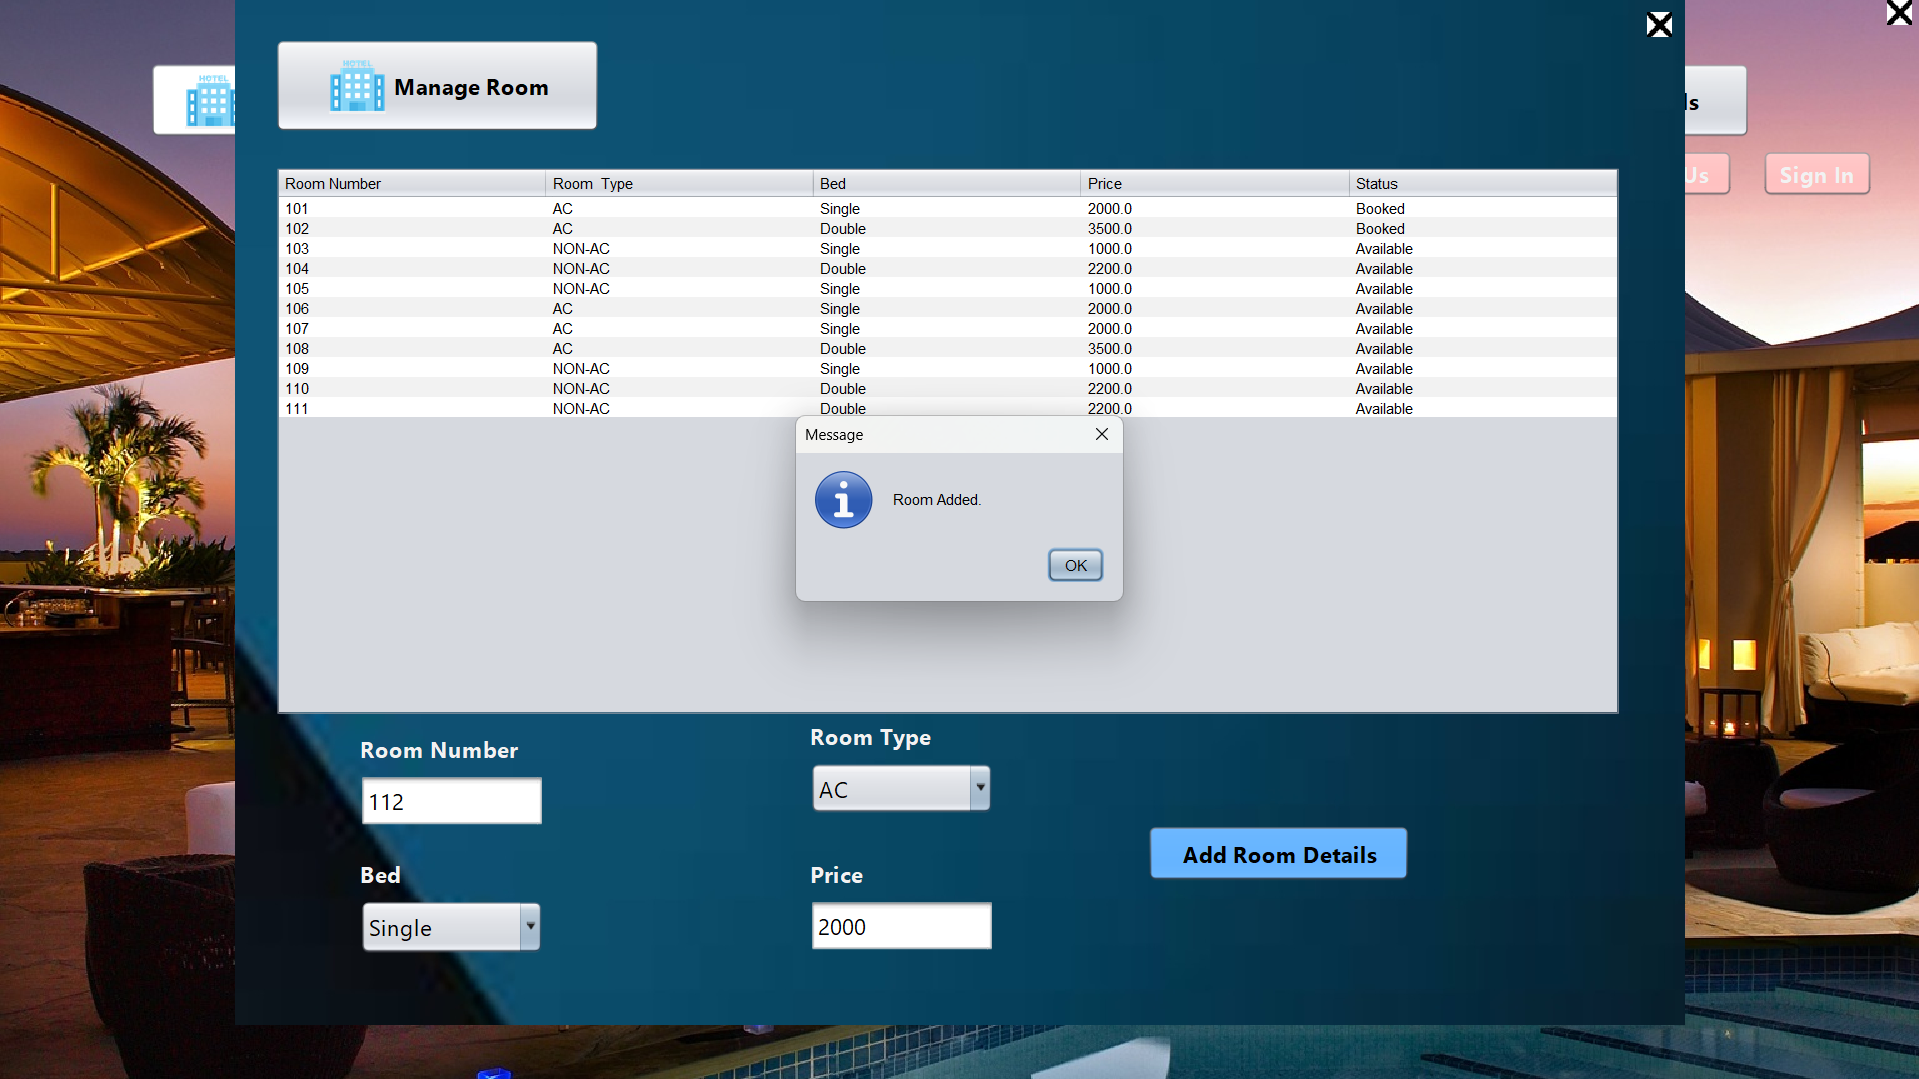 HOTEL
Manage Room
HOTEL
ls
Us
Sign In
Room Number Room Type Bed Price Status
101 AC Single 2000.0 Booked
102 AC Double 3500.0 Booked
103 NON-AC Single 1000.0 Available
104 NON-AC Double 2200.0 Available
105 NON-AC Single 1000.0 Available
106 AC Single 2000.0 Available
107 AC Single 2000.0 Available
108 AC Double 3500.0 Available
109 NON-AC Single 1000.0 Available
110 NON-AC Double 2200.0 Available
111 NON-AC Double 2200.0 Available
Message
Room Added.
OK
Room Number
112
Room Type
AC
Add Room Details
Bed
Single
Price
2000